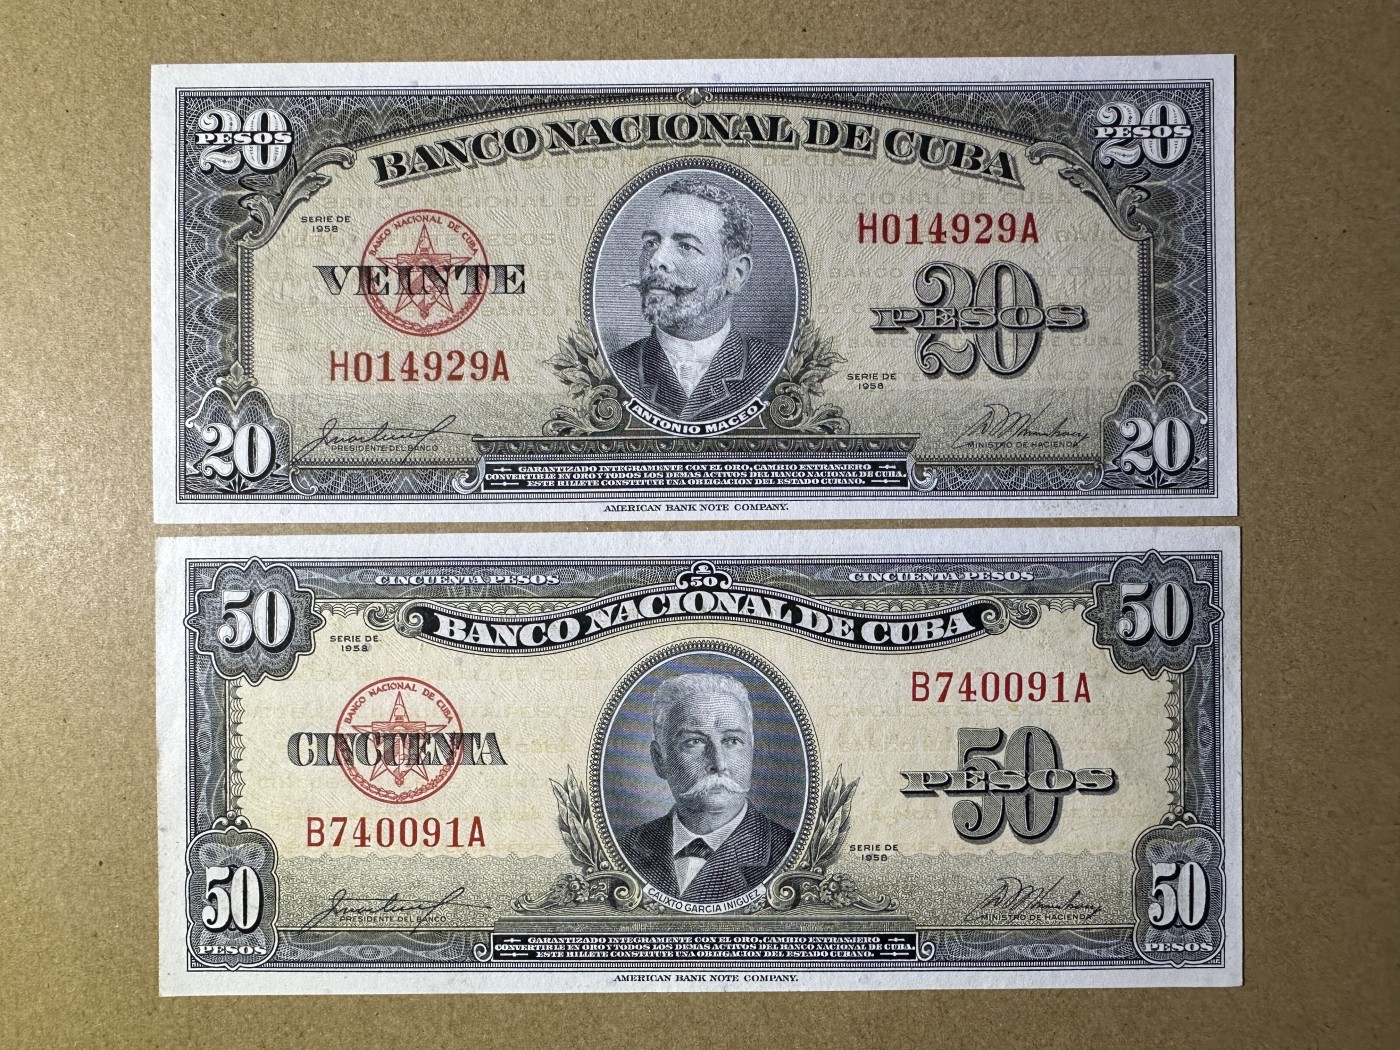 20 PESOS
20 PESOS
BANCO NACIONAL DE CUBA
SERIE DE
1958
BANCO NACIONAL DE CUBA
VEINTE
H014929A
H014929A
20
PESOS
SERIE DE
1958
ANTONIO MACEO
20
20
PRESIDENTE DEL BANCO
MINISTRO DE HACIENDA
GARANTIZADO INTEGRAMENTE CON EL ORO, CAMBIO EXTRANJERO
CONVERTIBLE EN ORO Y TODOS LOS DEMAS ACTIVOS DEL BANCO NACIONAL DE CUBA.
ESTE BILLETE CONSTITUYE UNA OBLIGACION DEL ESTADO CUBANO.
AMERICAN BANK NOTE COMPANY.
CINCUENTA PESOS
50
CINCUENTA PESOS
50
50
BANCO NACIONAL DE CUBA
SERIE DE
1958
BANCO NACIONAL DE CUBA
CINCUENTA
B740091A
B740091A
50
PESOS
SERIE DE
1958
CALIXTO GARCIA IÑIGUEZ
50
PESOS
50
PESOS
PRESIDENTE DEL BANCO
MINISTRO DE HACIENDA
GARANTIZADO INTEGRAMENTE CON EL ORO, CAMBIO EXTRANJERO
CONVERTIBLE EN ORO Y TODOS LOS DEMAS ACTIVOS DEL BANCO NACIONAL DE CUBA.
ESTE BILLETE CONSTITUYE UNA OBLIGACION DEL ESTADO CUBANO.
AMERICAN BANK NOTE COMPANY.